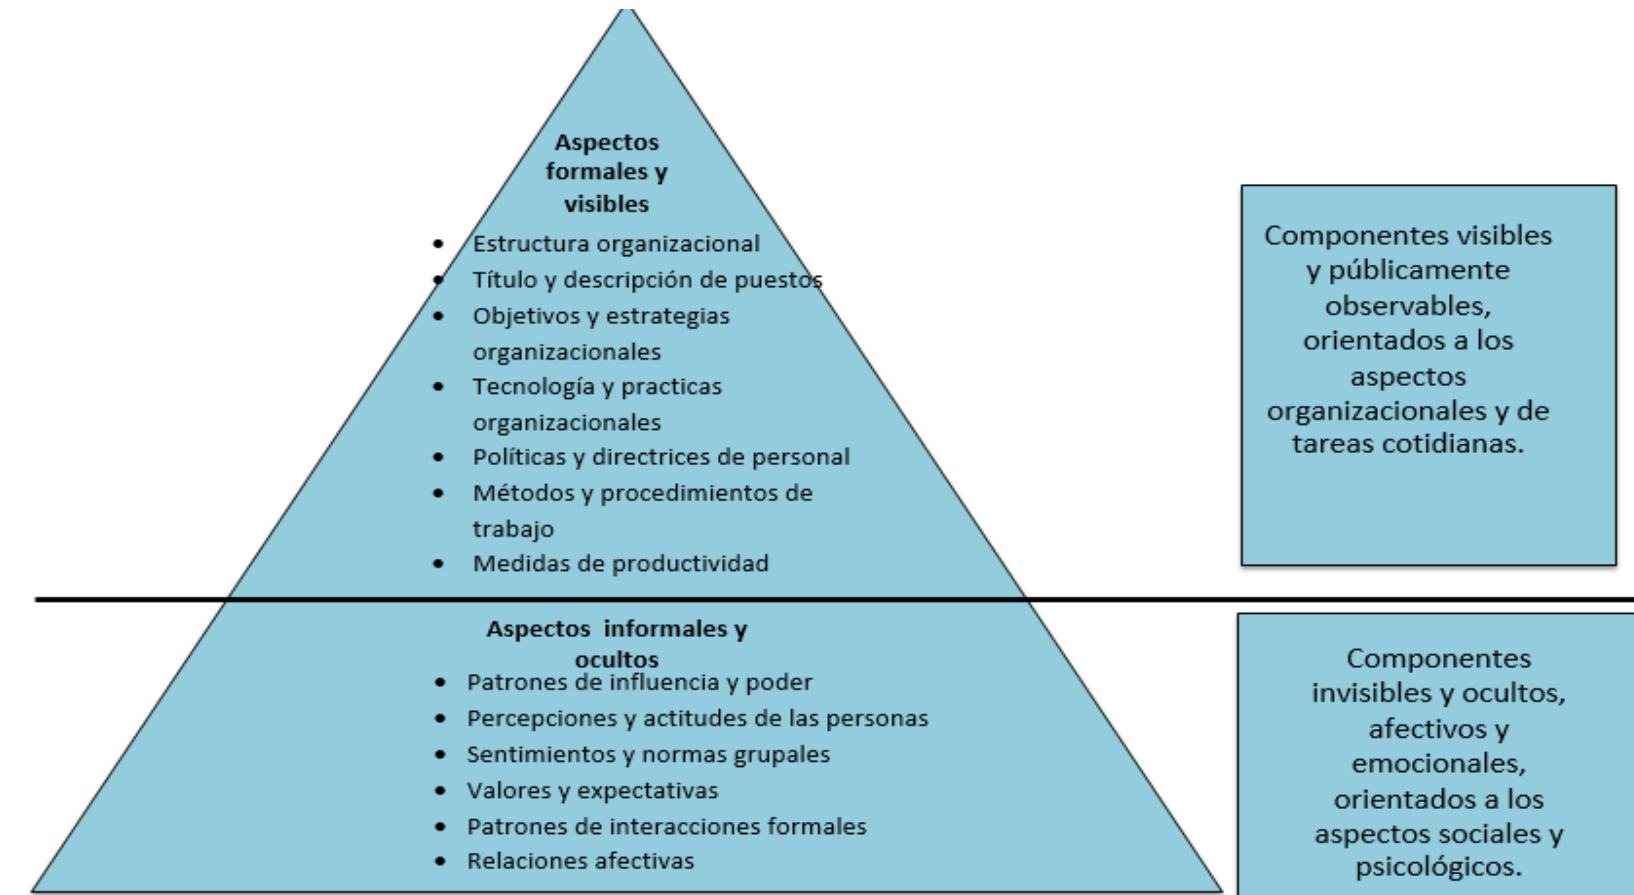 Aspectos
formales y
visibles
• Estructura organizacional
• Título y descripción de puestos
• Objetivos y estrategias
organizacionales
• Tecnología y practicas
organizacionales
• Políticas y directrices de personal
• Métodos y procedimientos de
trabajo
• Medidas de productividad
Componentes visibles
y públicamente
observables,
orientados a los
aspectos
organizacionales y de
tareas cotidianas.
Aspectos informales y
ocultos
• Patrones de influencia y poder
• Percepciones y actitudes de las personas
• Sentimientos y normas grupales
• Valores y expectativas
• Patrones de interacciones formales
• Relaciones afectivas
Componentes
invisibles y ocultos,
afectivos y
emocionales,
orientados a los
aspectos sociales y
psicológicos.